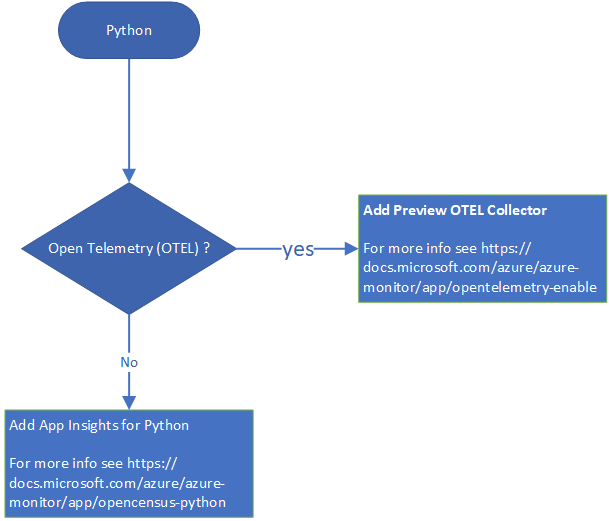 Python
Open Telemetry (OTEL) ?
yes
Add Preview OTEL Collector
For more info see https://
docs.microsoft.com/azure/azure-
monitor/app/opentelemetry-enable
No
Add App Insights for Python
For more info see https://
docs.microsoft.com/azure/azure-
monitor/app/opencensus-python